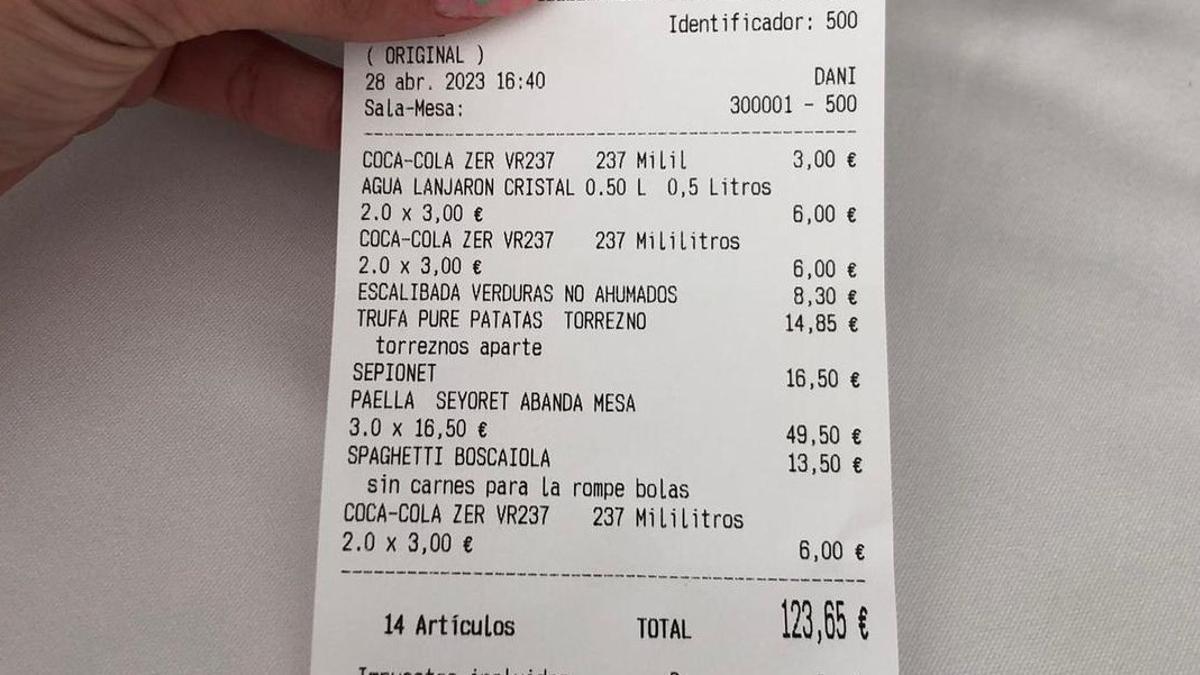 Identificador: 500
( ORIGINAL )
28 abr. 2023 16:40 DANI
Sala-Mesa: 300001 - 500
COCA-COLA ZER VR237 237 Milil 3,00 €
AGUA LANJARON CRISTAL 0.50 L 0,5 Litros
2.0 x 3,00 € 6,00 €
COCA-COLA ZER VR237 237 Mililitros
2.0 x 3,00 € 6,00 €
ESCALIBADA VERDURAS NO AHUMADOS 8,30 €
TRUFA PURE PATATAS TORREZNO 14,85 €
torreznos aparte
SEPIONET 16,50 €
PAELLA SEYORET ABANDA MESA
3.0 x 16,50 € 49,50 €
SPAGHETTI BOSCAIOLA 13,50 €
sin carnes para la rompe bolas
COCA-COLA ZER VR237 237 Mililitros
2.0 x 3,00 € 6,00 €
14 Artículos TOTAL 123,65 €